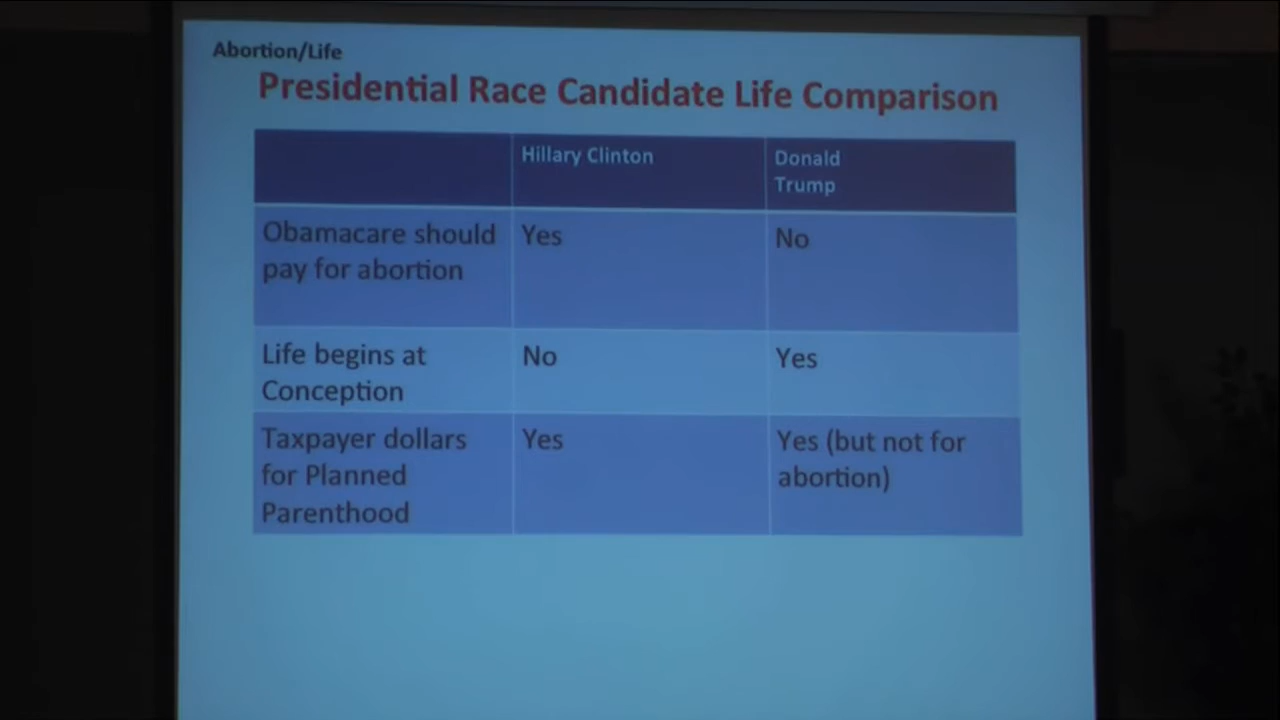 Abortion/Life
Presidential Race Candidate Life Comparison
Hillary Clinton
Donald
Trump
Obamacare should
pay for abortion
Yes
No
Life begins at
Conception
No
Yes
Taxpayer dollars
for Planned
Parenthood
Yes
Yes (but not for
abortion)